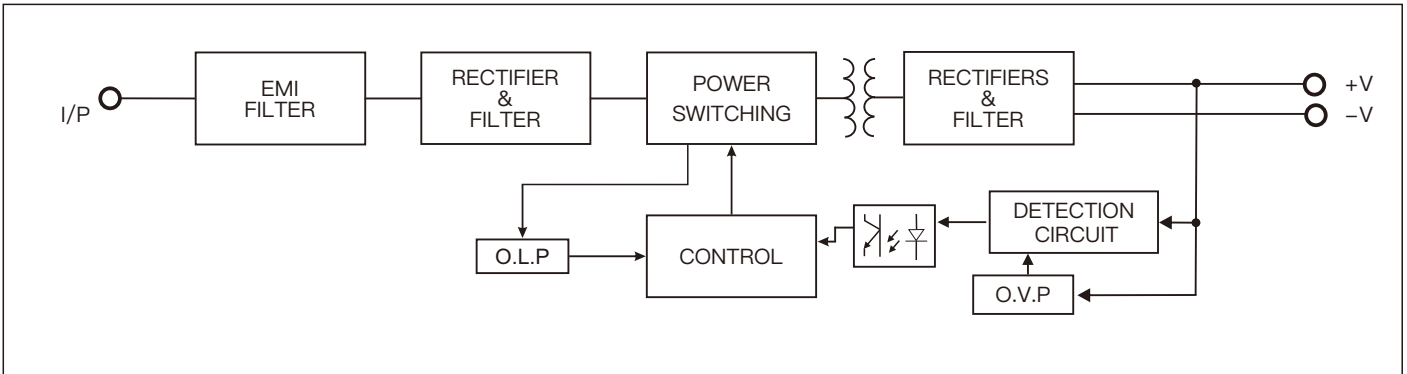 I/P
EMI
FILTER
RECTIFIER
&
FILTER
POWER
SWITCHING
RECTIFIERS
&
FILTER
+V
−V
O.L.P
CONTROL
DETECTION
CIRCUIT
O.V.P